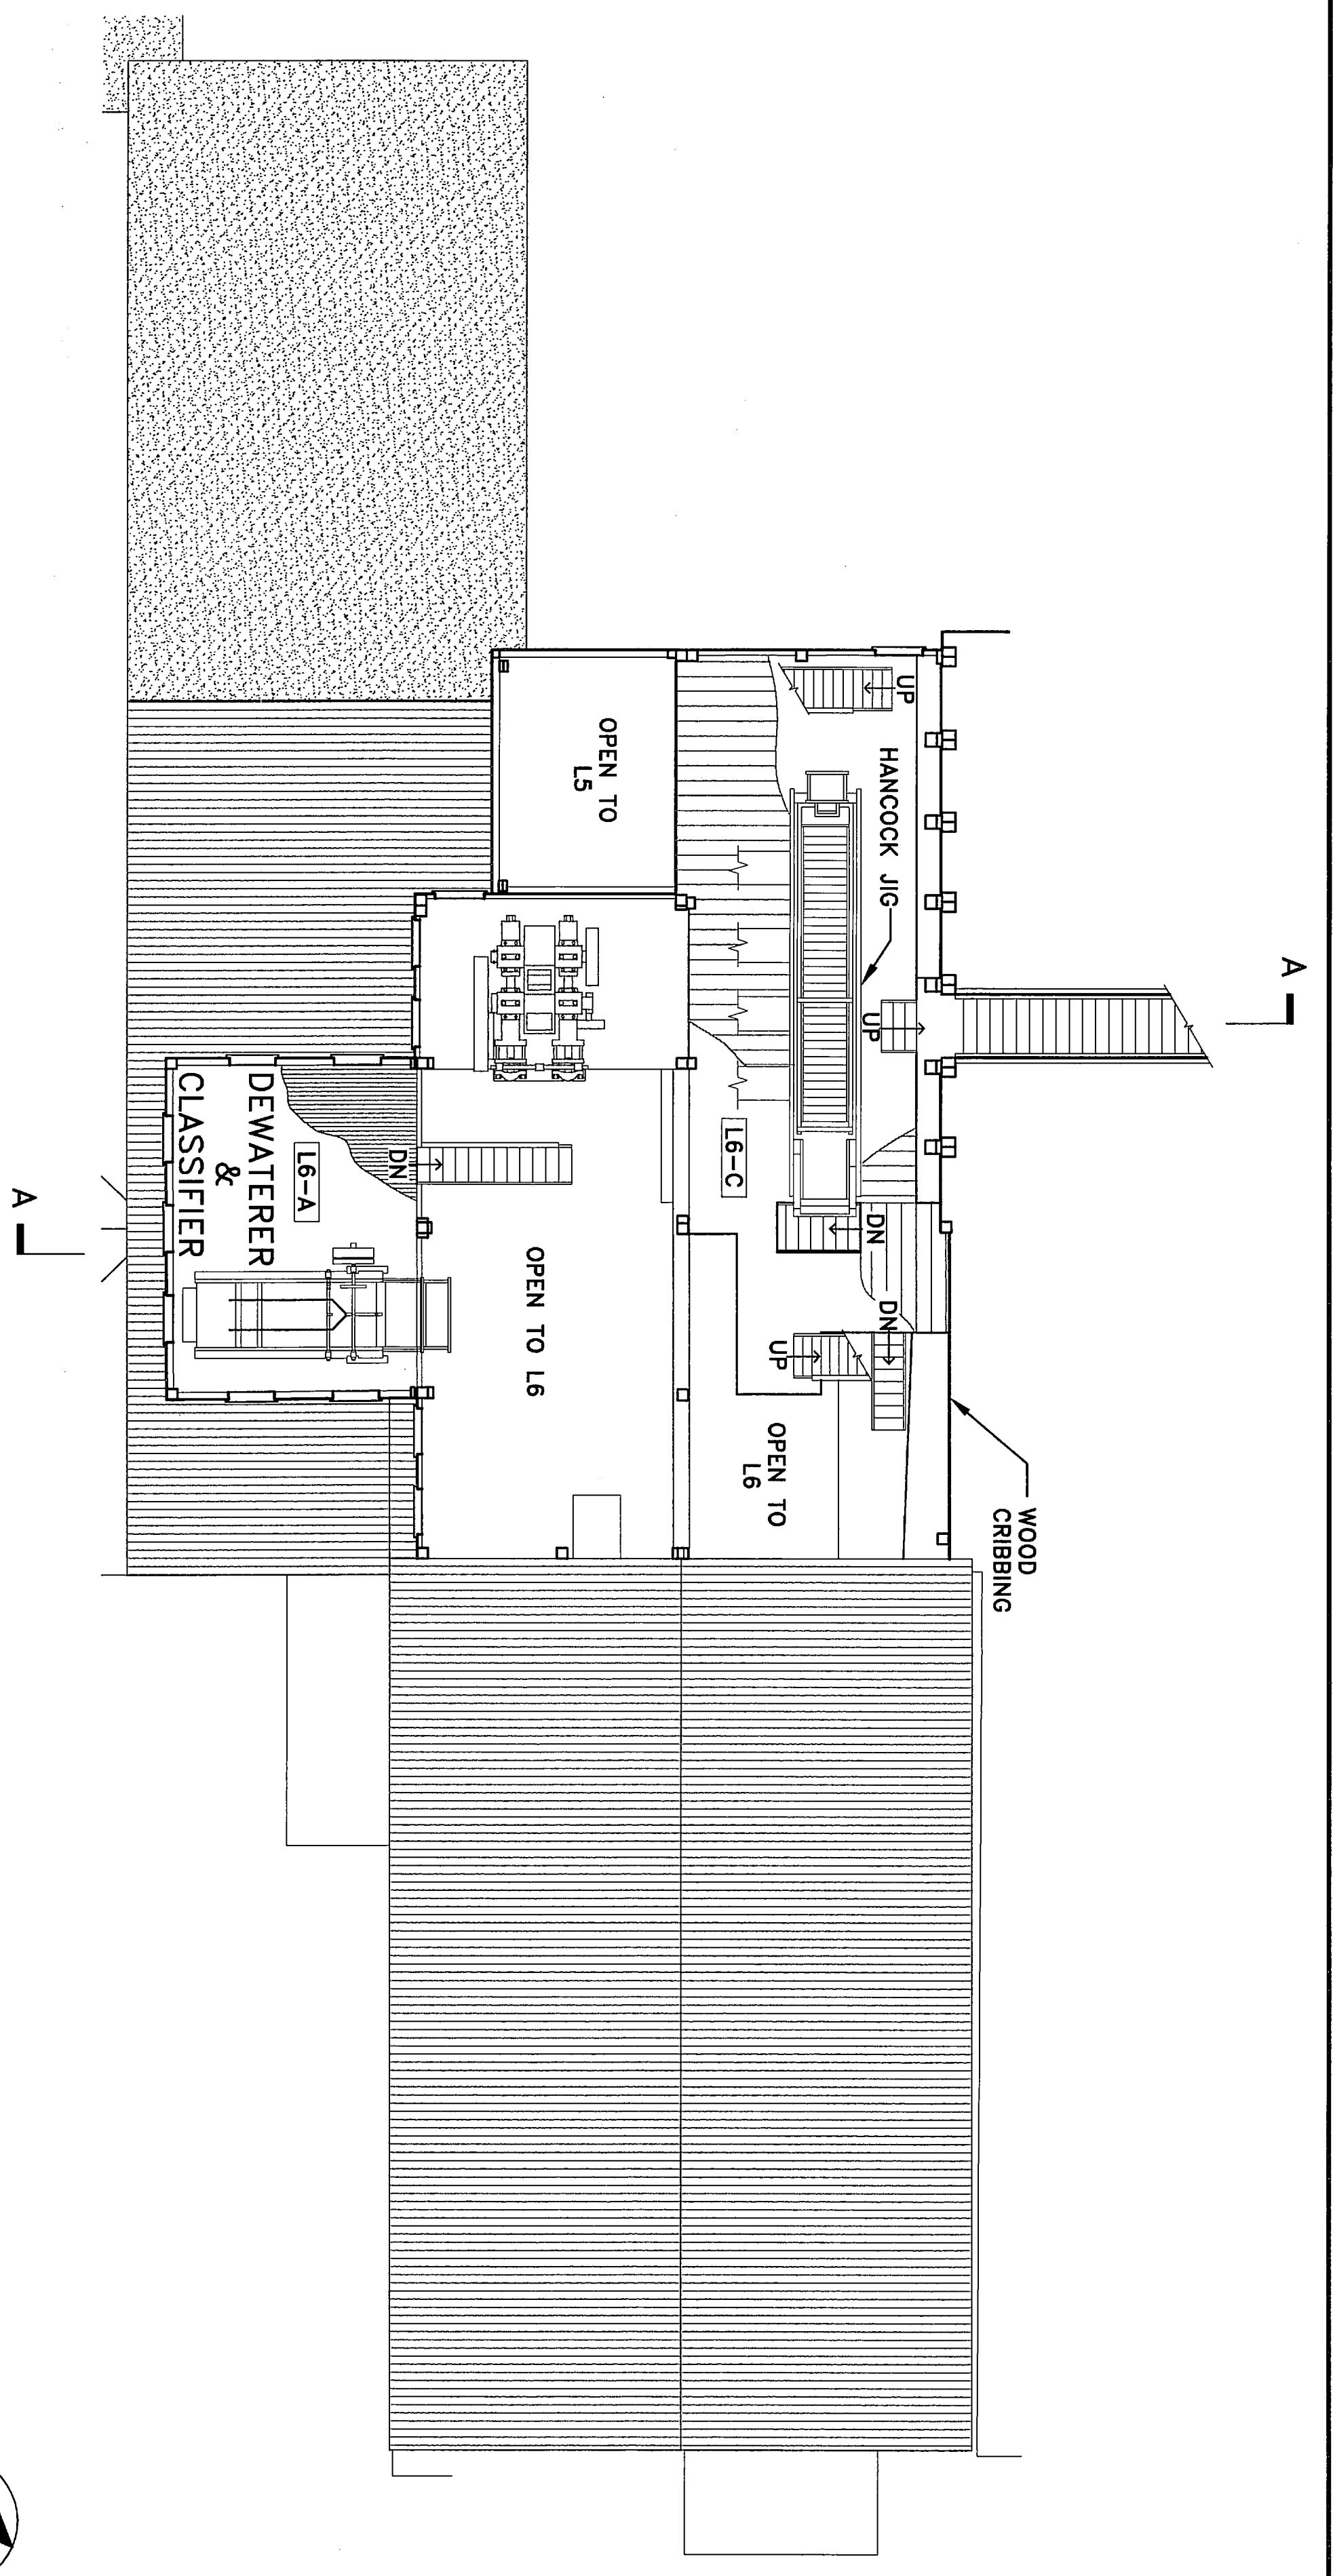 A
WOOD
CRIBBING
UP
HANCOCK JIG
UP
DN
DN
UP
L6-C
OPEN TO
L6
OPEN TO
L5
OPEN TO L6
DN
L6-A
DEWATERER
&
CLASSIFIER
A